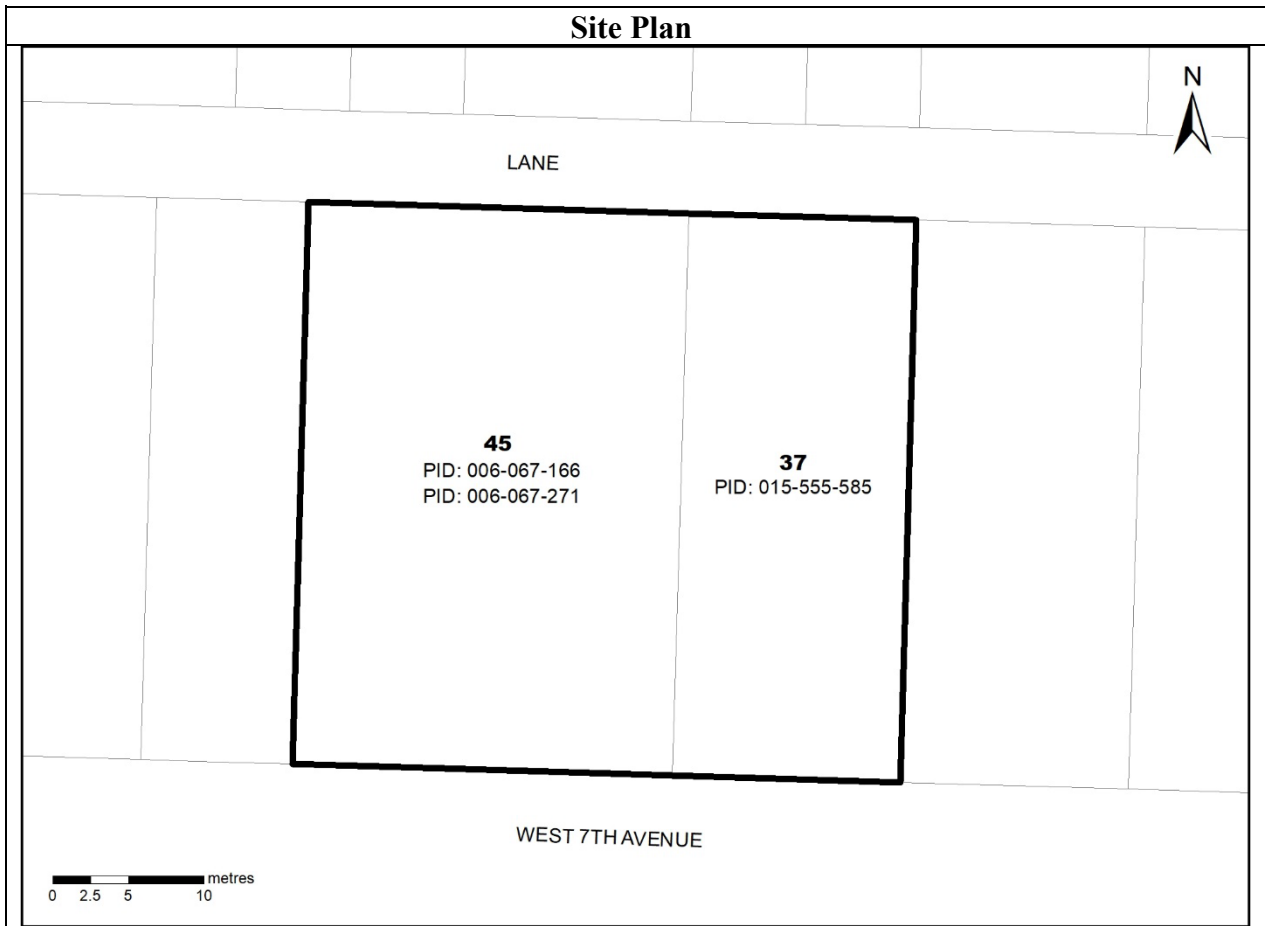 Site Plan
N
LANE
45
PID: 006-067-166
PID: 006-067-271
37
PID: 015-555-585
WEST 7TH AVENUE
metres
0 2.5 5 10